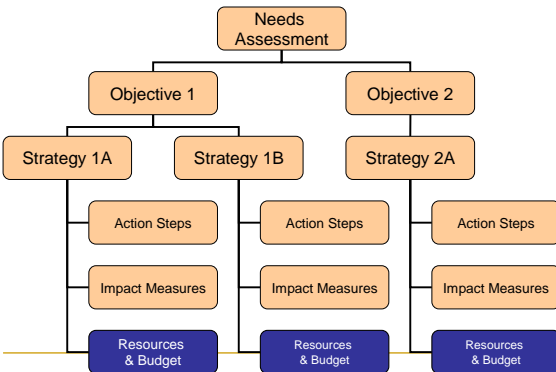 Needs
Assessment
Objective 1
Objective 2
Strategy 1A
Strategy 1B
Strategy 2A
Action Steps
Action Steps
Action Steps
Impact Measures
Impact Measures
Impact Measures
Resources
& Budget
Resources
& Budget
Resources
& Budget